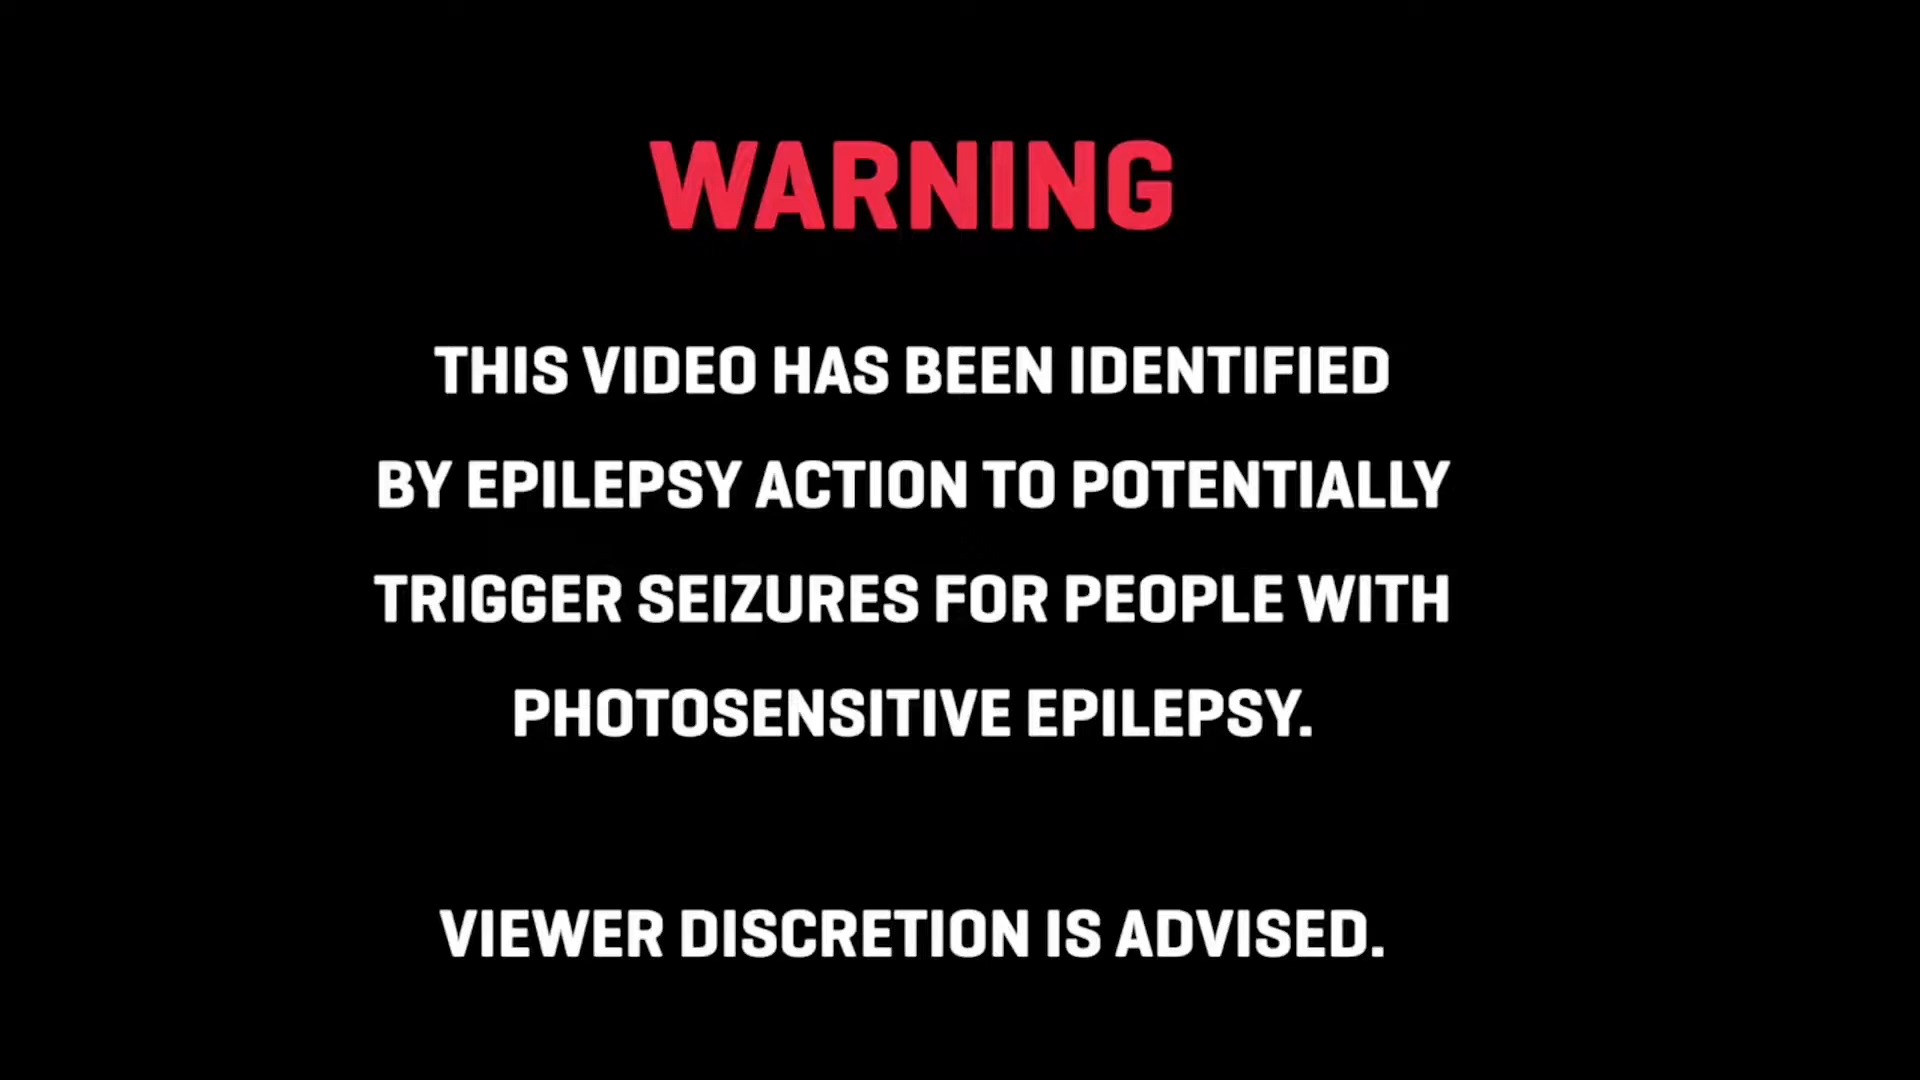 WARNING
THIS VIDEO HAS BEEN IDENTIFIED
BY EPILEPSY ACTION TO POTENTIALLY
TRIGGER SEIZURES FOR PEOPLE WITH
PHOTOSENSITIVE EPILEPSY.
VIEWER DISCRETION IS ADVISED.